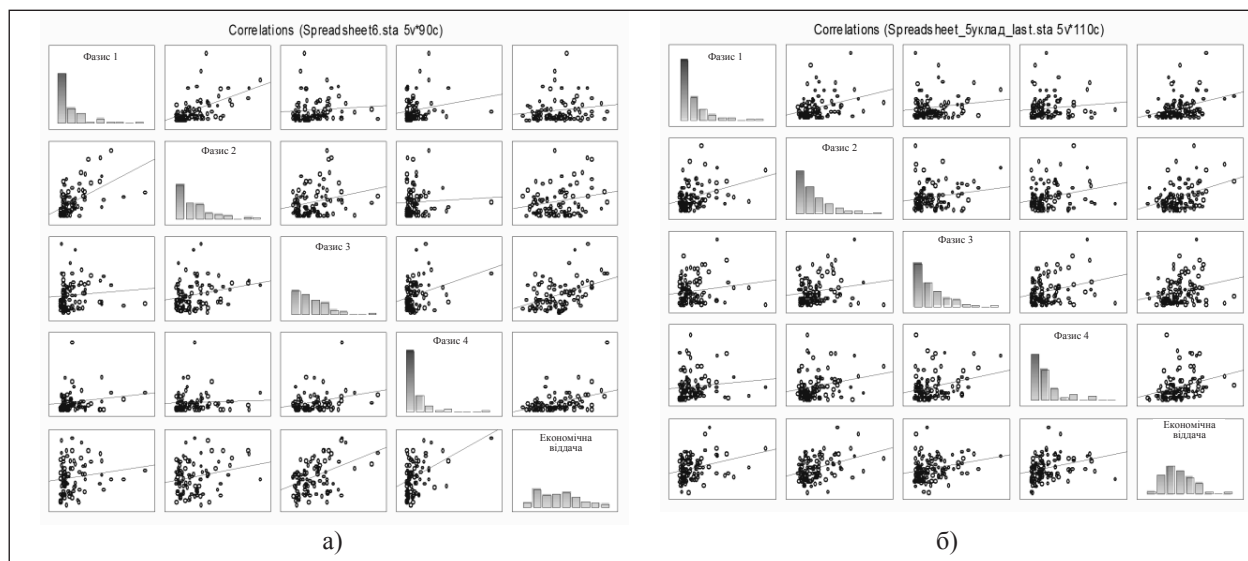 Correlations (Spreadsheet6.sta 5v*90c)
Фазис 1
Фазис 2
Фазис 3
Фазис 4
Економічна
віддача
а)
Correlations (Spreadsheet_5уклад_last.sta 5v*110c)
Фазис 1
Фазис 2
Фазис 3
Фазис 4
Економічна
віддача
б)